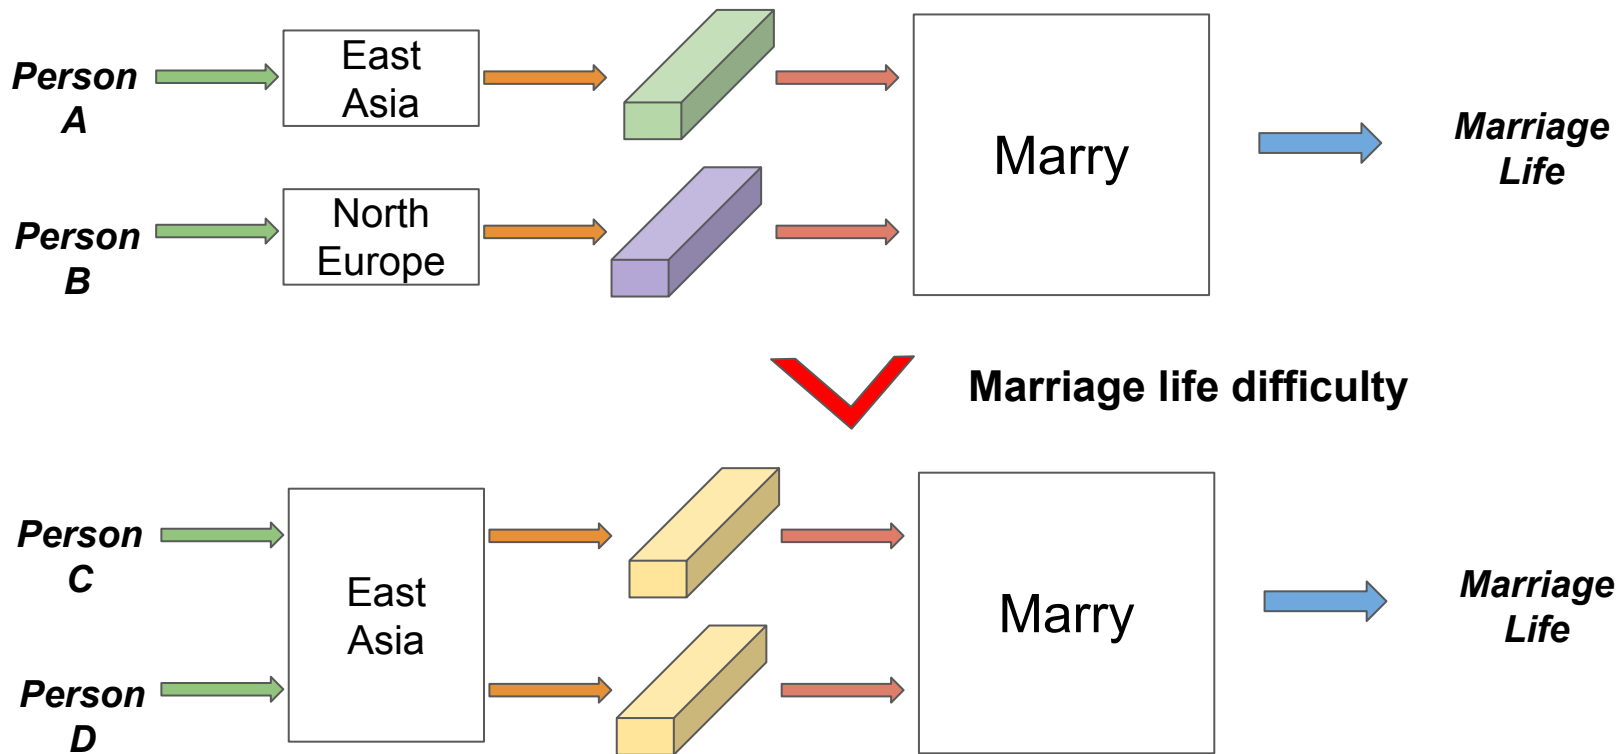 Person
A
East
Asia
Marry
Marriage
Life
Person
B
North
Europe
Marriage life difficulty
Person
C
East
Asia
Marry
Marriage
Life
Person
D